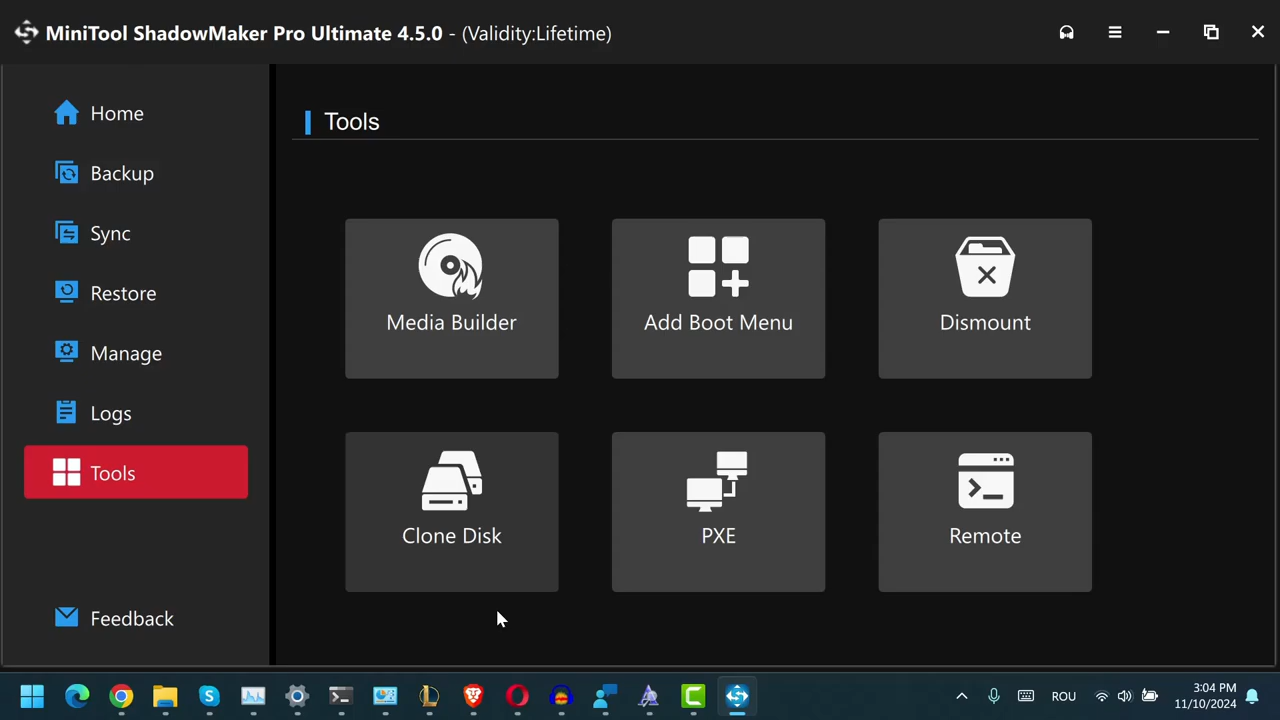 MiniTool ShadowMaker Pro Ultimate 4.5.0 - (Validity:Lifetime)
Home
Backup
Sync
Restore
Manage
Logs
Tools
Feedback
Tools
Media Builder
Add Boot Menu
Dismount
Clone Disk
PXE
Remote
ROU
3:04 PM
11/10/2024